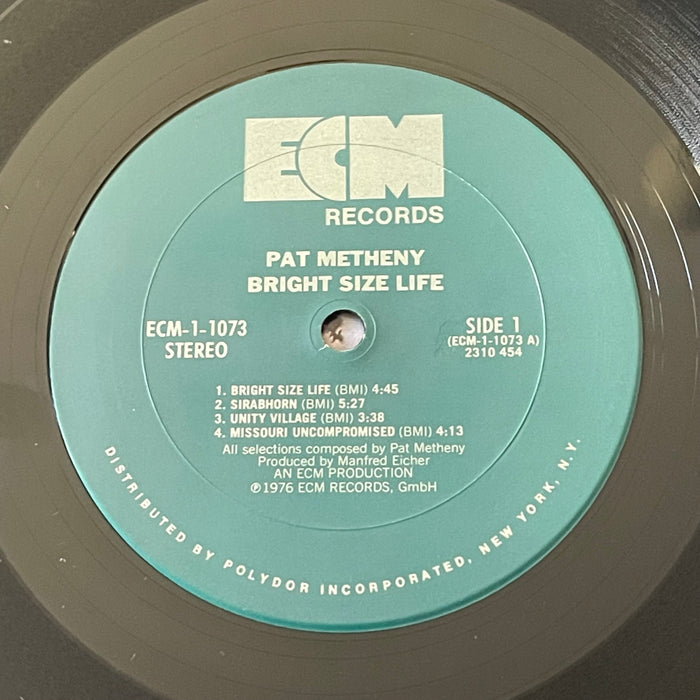 ECM
RECORDS
PAT METHENY
BRIGHT SIZE LIFE
ECM-1-1073
STEREO
SIDE 1
(ECM-1-1073 A)
2310 454
1. BRIGHT SIZE LIFE (BMI) 4:45
2. SIRABHORN (BMI) 5:27
3. UNITY VILLAGE (BMI) 3:38
4. MISSOURI UNCOMPROMISED (BMI) 4:13
All selections composed by Pat Metheny
Produced by Manfred Eicher
AN ECM PRODUCTION
℗1976 ECM RECORDS, GmbH
DISTRIBUTED BY POLYDOR INCORPORATED, NEW YORK, N.Y.